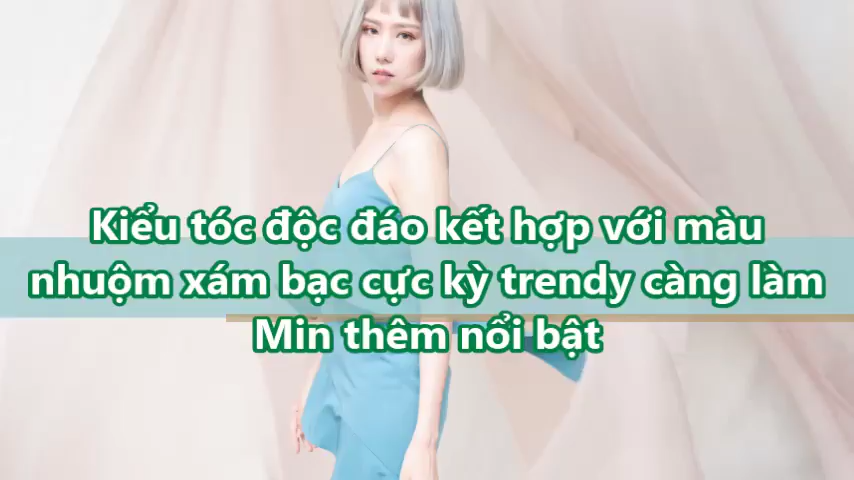 Kiểu tóc độc đáo kết hợp với màu
nhuộm xám bạc cực kỳ trendy càng làm
Min thêm nổi bật